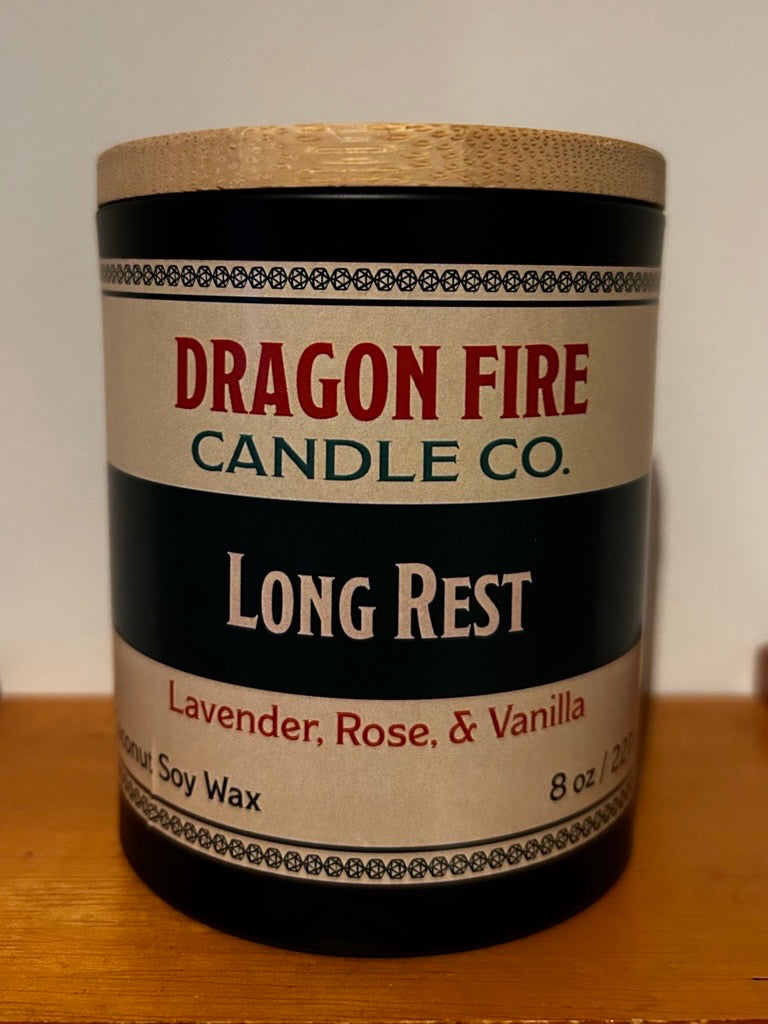 DRAGON FIRE
CANDLE CO.
LONG REST
Lavender, Rose, & Vanilla
Soy Wax
8 oz /